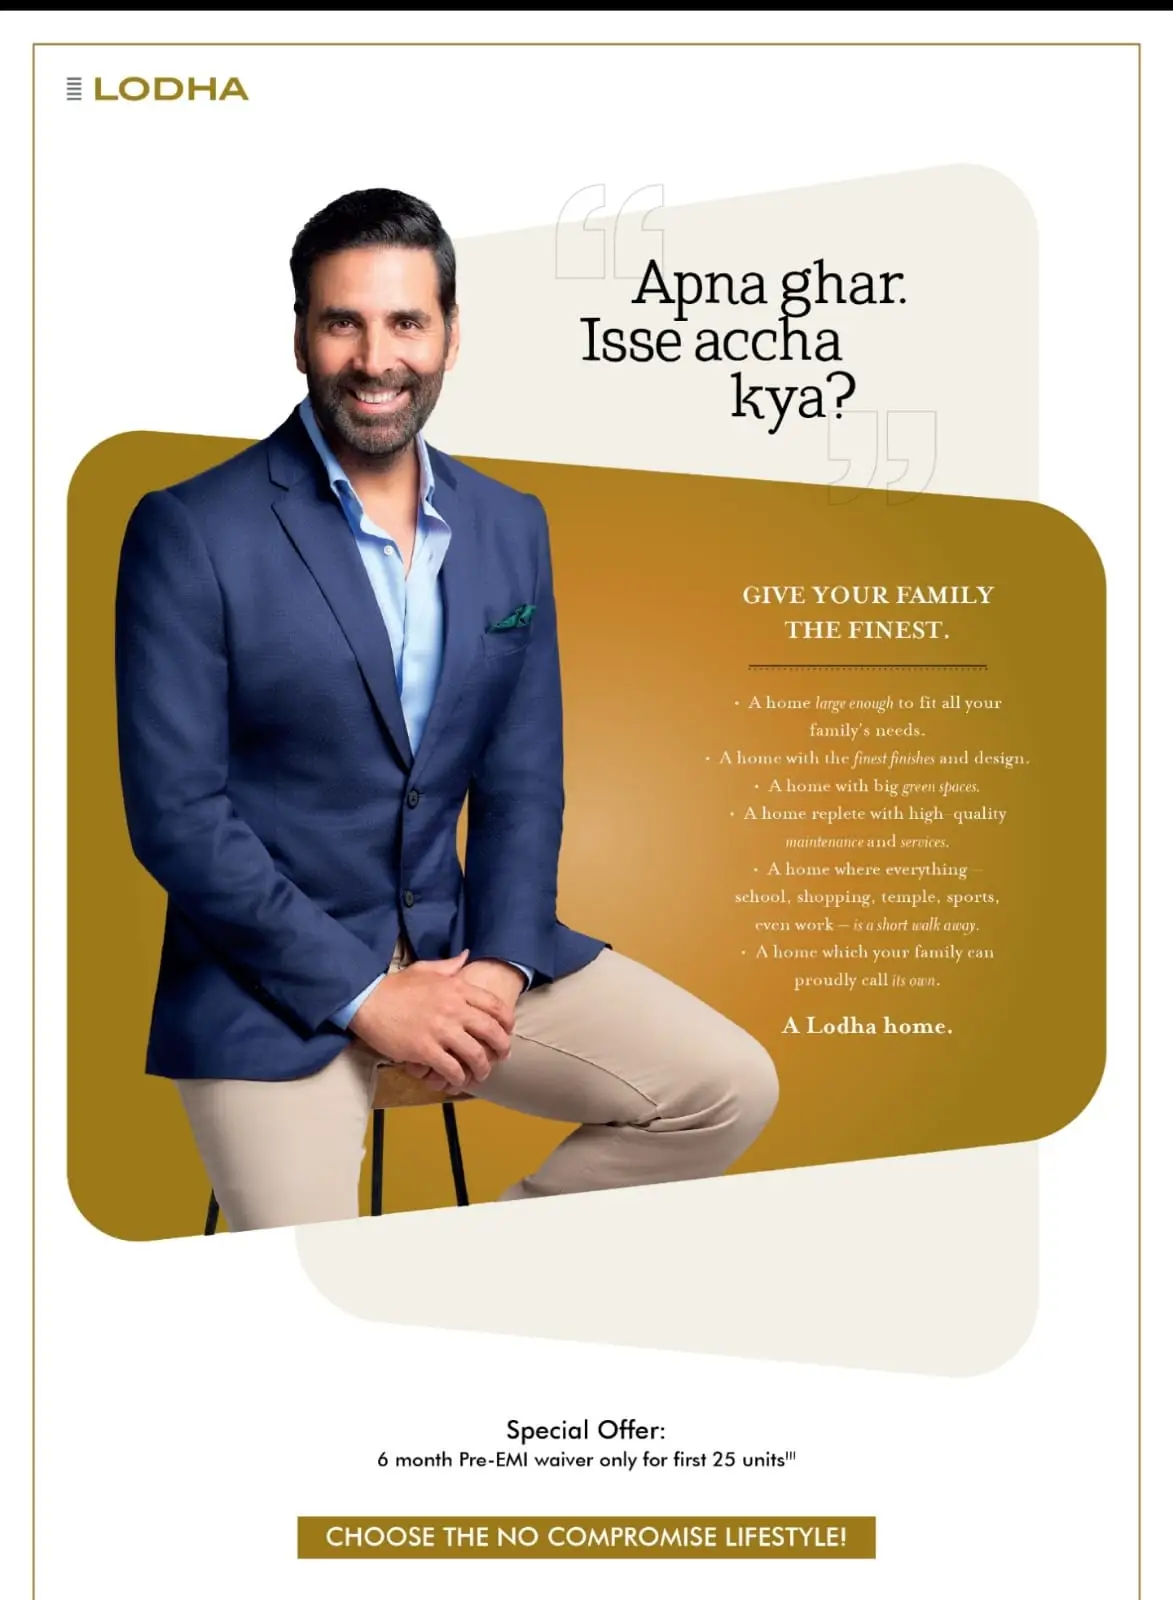 LODHA
“Apna ghar.
Isse accha
kya?”
GIVE YOUR FAMILY
THE FINEST.
• A home large enough to fit all your
family's needs.
• A home with the finest finishes and design.
• A home with big green spaces.
• A home replete with high-quality
maintenance and services.
• A home where everything –
school, shopping, temple, sports,
even work – is a short walk away.
• A home which your family can
proudly call its own.
A Lodha home.
Special Offer:
6 month Pre-EMI waiver only for first 25 units!!!
CHOOSE THE NO COMPROMISE LIFESTYLE!